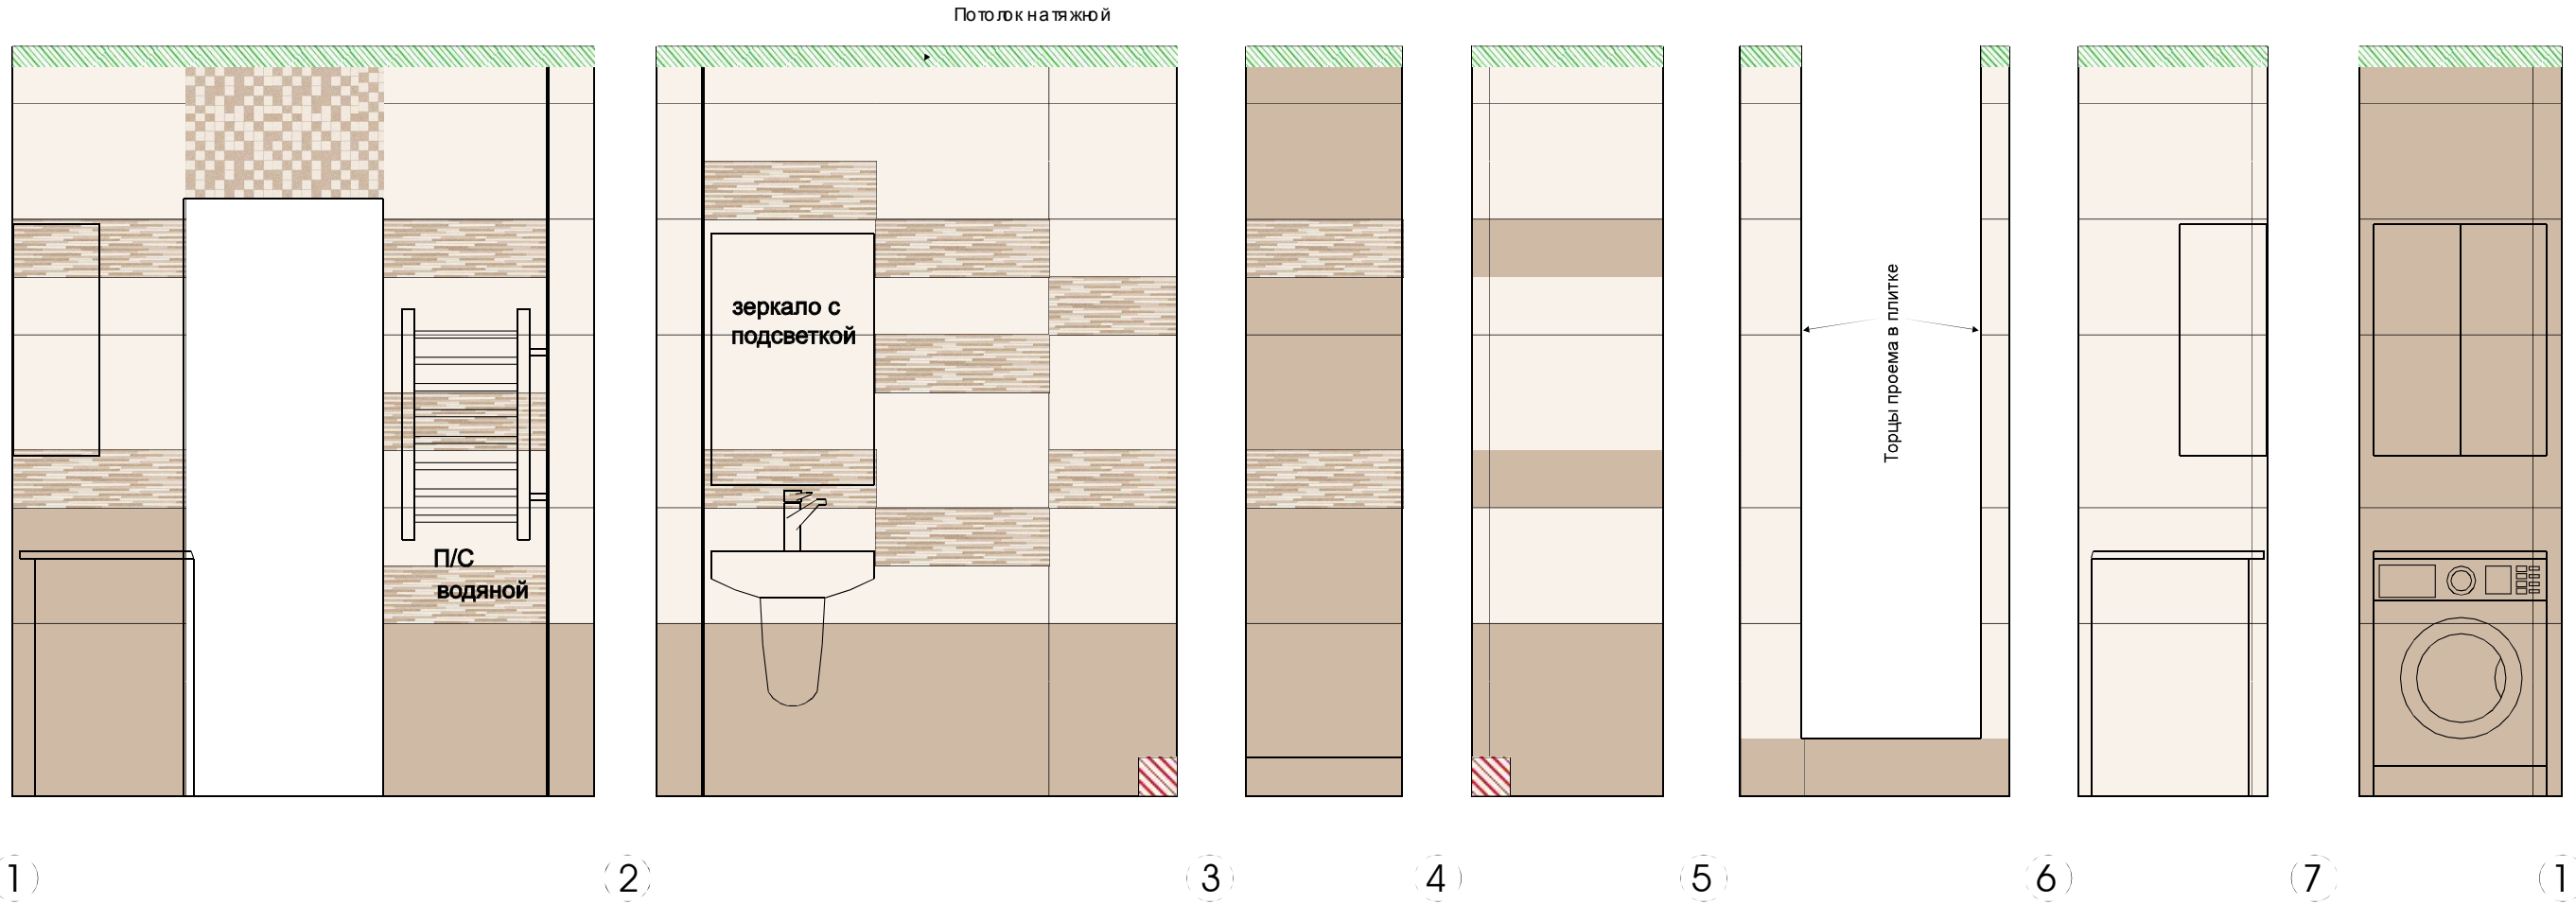 Потолок натяжной
зеркало с
подсветкой
Торцы проема в плитке
П/С
водяной
1
2
3
4
5
6
7
1